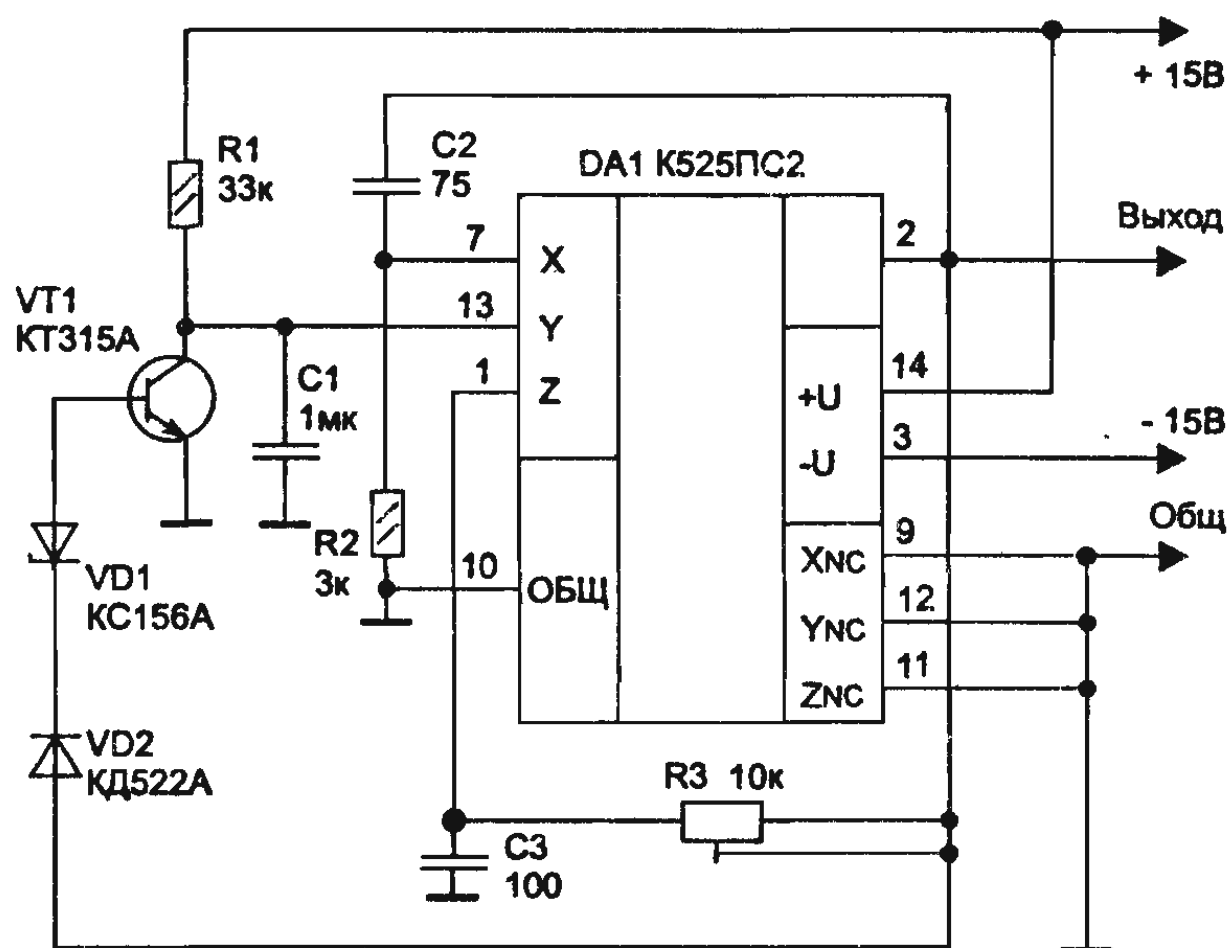 + 15В
R1
33к
C2
75
DA1 К525ПС2
Выход
7
X
2
VT1
КТ315А
13
Y
C1
1мк
1
Z
14
+U
- 15В
3
-U
Общ
R2
3к
10
ОБЩ
9
XNC
VD1
КС156А
12
YNC
11
ZNC
VD2
КД522А
R3 10к
C3
100